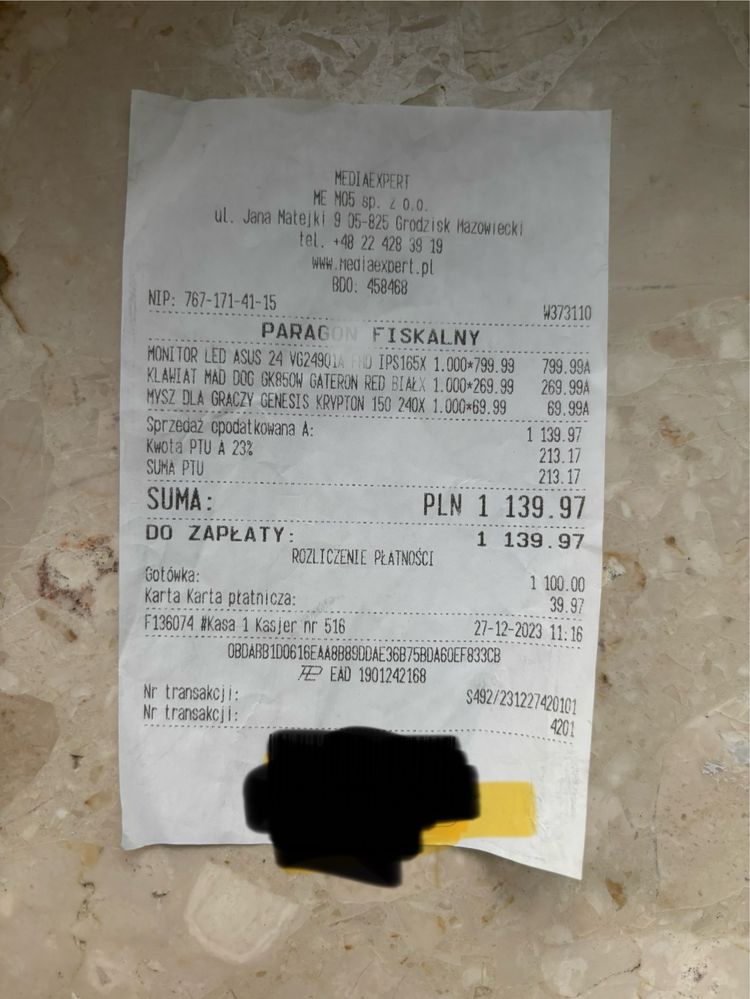 MEDIAEXPERT
ME M05 sp. z o.o.
ul. Jana Matejki 9 05-825 Grodzisk Mazowiecki
tel. +48 22 428 39 19
www.mediaexpert.pl
BDO: 458468
NIP: 767-171-41-15 W373110
PARAGON FISKALNY
MONITOR LED ASUS 24 VG249Q1A FHD IPS165X 1.000*799.99 799.99A
KLAWIAT MAD DOG GK850W GATERON RED BIAŁX 1.000*269.99 269.99A
MYSZ DLA GRACZY GENESIS KRYPTON 150 240X 1.000*69.99 69.99A
Sprzedaż opodatkowana A: 1 139.97
Kwota PTU A 23% 213.17
SUMA PTU 213.17
SUMA: PLN 1 139.97
DO ZAPŁATY: 1 139.97
ROZLICZENIE PŁATNOŚCI
Gotówka: 1 100.00
Karta Karta płatnicza: 39.97
F136074 #Kasa 1 Kasjer nr 516 27-12-2023 11:16
0BDABB1D0616EAA8B89DDAE36B75BDA60EF833CB
EAD 1901242168
Nr transakcji: S492/231227420101
Nr transakcji: 4201